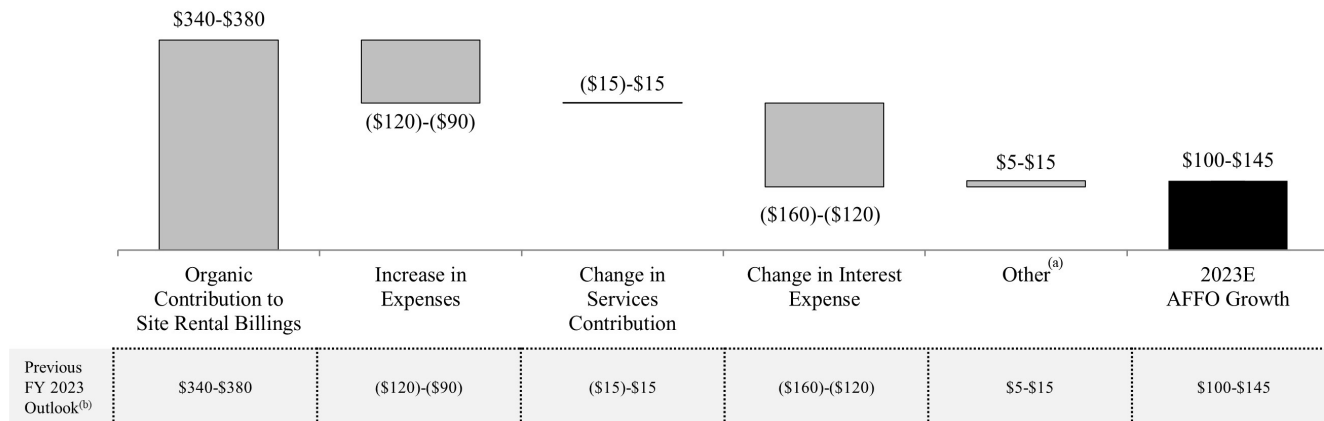 $340-$380
($120)-($90)
($15)-$15
($160)-($120)
$5-$15
$100-$145
Organic
Contribution to
Site Rental Billings
Increase in
Expenses
Change in
Services
Contribution
Change in Interest
Expense
Other(a)
2023E
AFFO Growth
Previous
FY 2023
Outlook(b)
$340-$380
($120)-($90)
($15)-$15
($160)-($120)
$5-$15
$100-$145